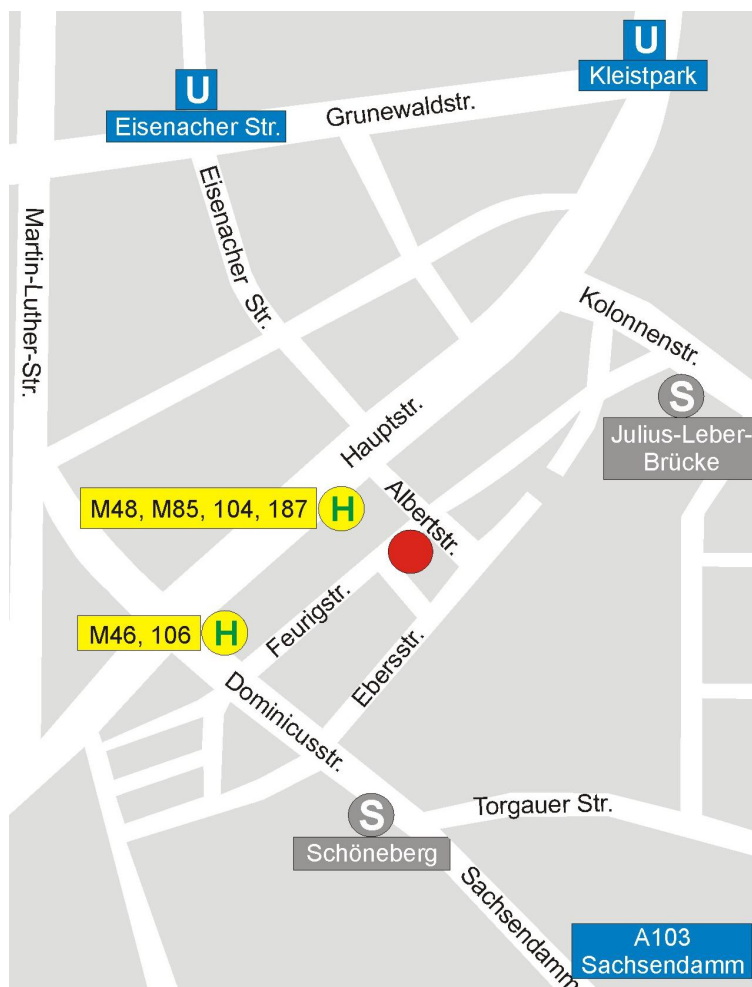 U
Kleistpark
U
Eisenacher Str.
Grunewaldstr.
Eisenacher Str.
Martin-Luther-Str.
Kolonnenstr.
S
Julius-Leber-
Brücke
Hauptstr.
Albertstr.
M48, M85, 104, 187
H
Feurigstr.
M46, 106
H
Ebersstr.
Dominicusstr.
Torgauer Str.
S
Schöneberg
Sachsendamm
A103
Sachsendamm